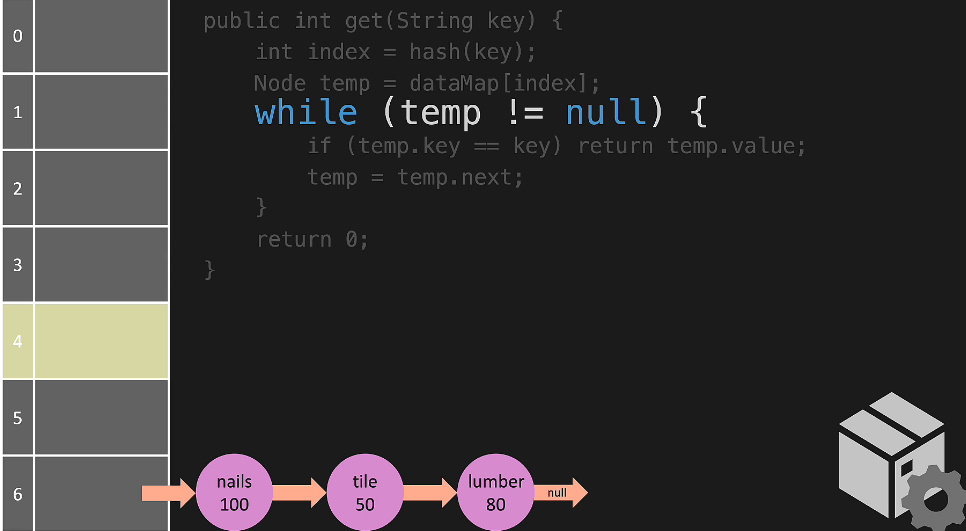 0
1
2
3
4
5
6
public int get(String key) {
int index = hash(key);
Node temp = dataMap[index];
while (temp != null) {
if (temp.key == key) return temp.value;
temp = temp.next;
}
return 0;
}
nails
100
tile
50
lumber
80
null